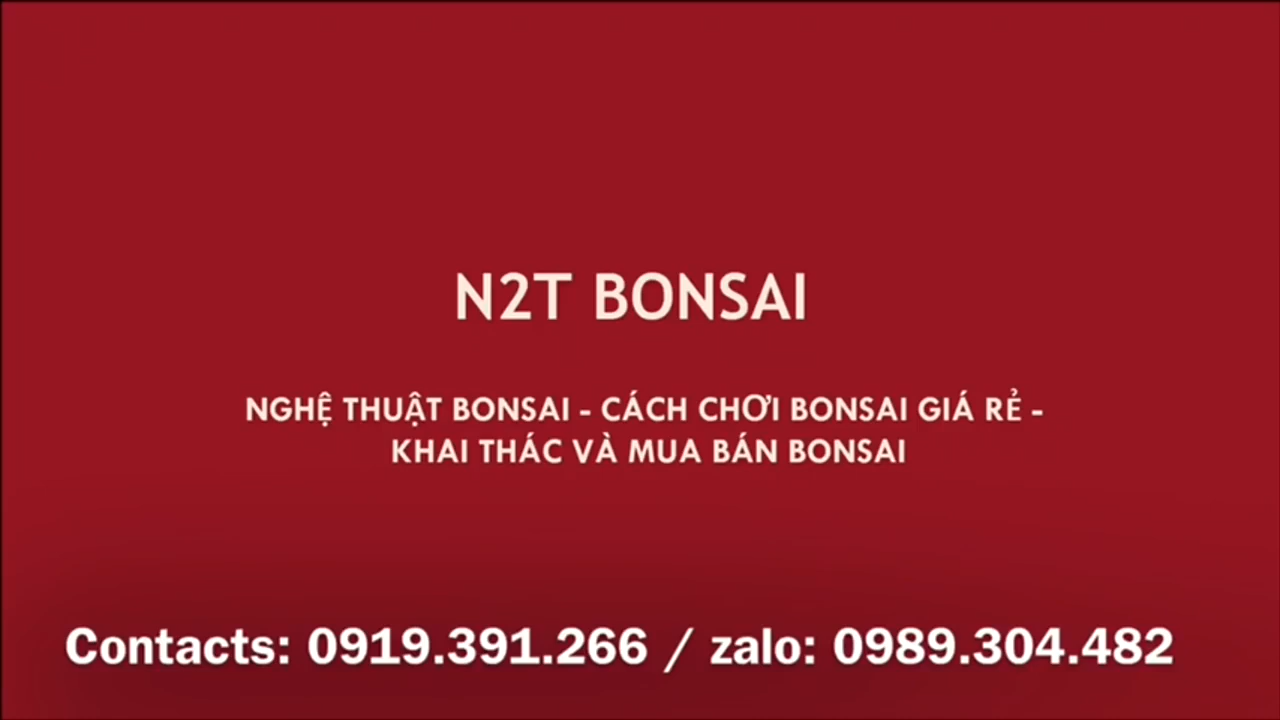 N2T BONSAI
NGHỆ THUẬT BONSAI - CÁCH CHƠI BONSAI GIÁ RẺ -
KHAI THÁC VÀ MUA BÁN BONSAI
Contacts: 0919.391.266 / zalo: 0989.304.482